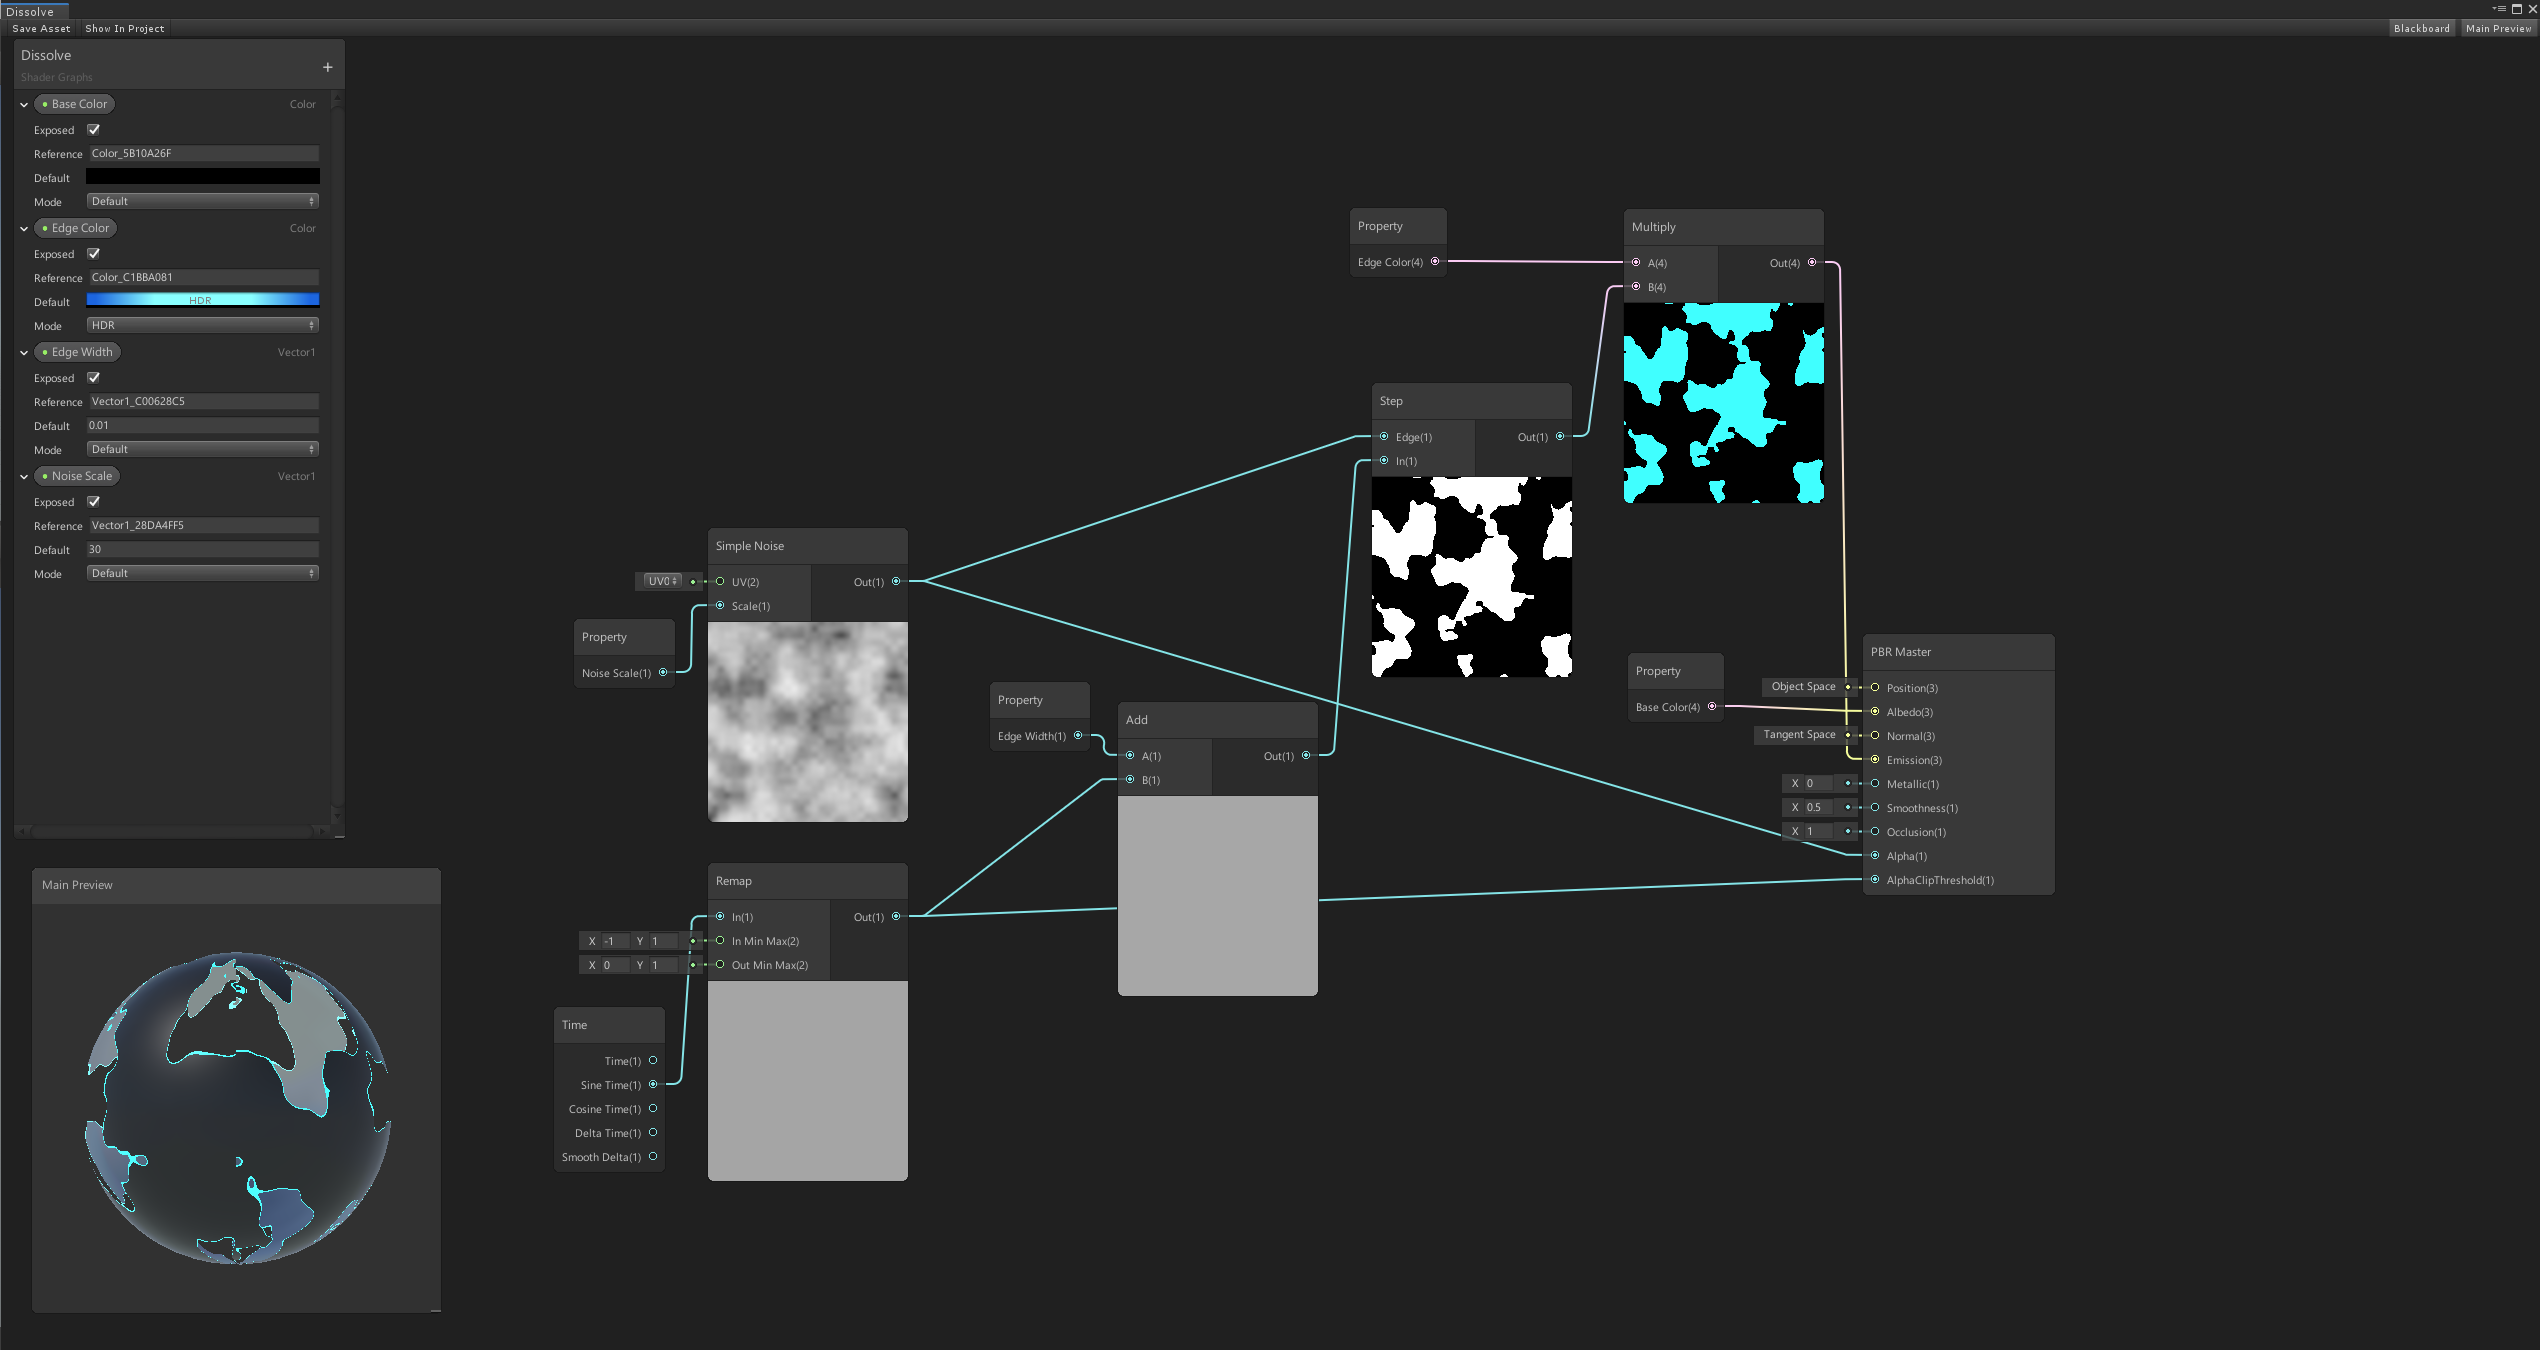 Dissolve
Save Asset Show In Project Blackboard Main Preview
Dissolve
Shader Graphs
Base Color Color
Exposed
Reference Color_5B10A26F
Default
Mode Default
Edge Color Color
Exposed
Reference Color_C1BBA081
Default HDR
Mode HDR
Edge Width Vector1
Exposed
Reference Vector1_C00628C5
Default 0.01
Mode Default
Noise Scale Vector1
Exposed
Reference Vector1_28DA4FF5
Default 30
Mode Default
Main Preview
Property
Noise Scale(1)
Simple Noise
UV0 UV(2) Out(1)
Scale(1)
Remap
In(1) Out(1)
X -1 Y 1 In Min Max(2)
X 0 Y 1 Out Min Max(2)
Time
Time(1)
Sine Time(1)
Cosine Time(1)
Delta Time(1)
Smooth Delta(1)
Property
Edge Width(1)
Add
A(1) Out(1)
B(1)
Property
Edge Color(4)
Step
Edge(1) Out(1)
In(1)
Multiply
A(4) Out(4)
B(4)
Property
Base Color(4)
PBR Master
Object Space Position(3)
Albedo(3)
Tangent Space Normal(3)
Emission(3)
X 0 Metallic(1)
X 0.5 Smoothness(1)
X 1 Occlusion(1)
Alpha(1)
AlphaClipThreshold(1)